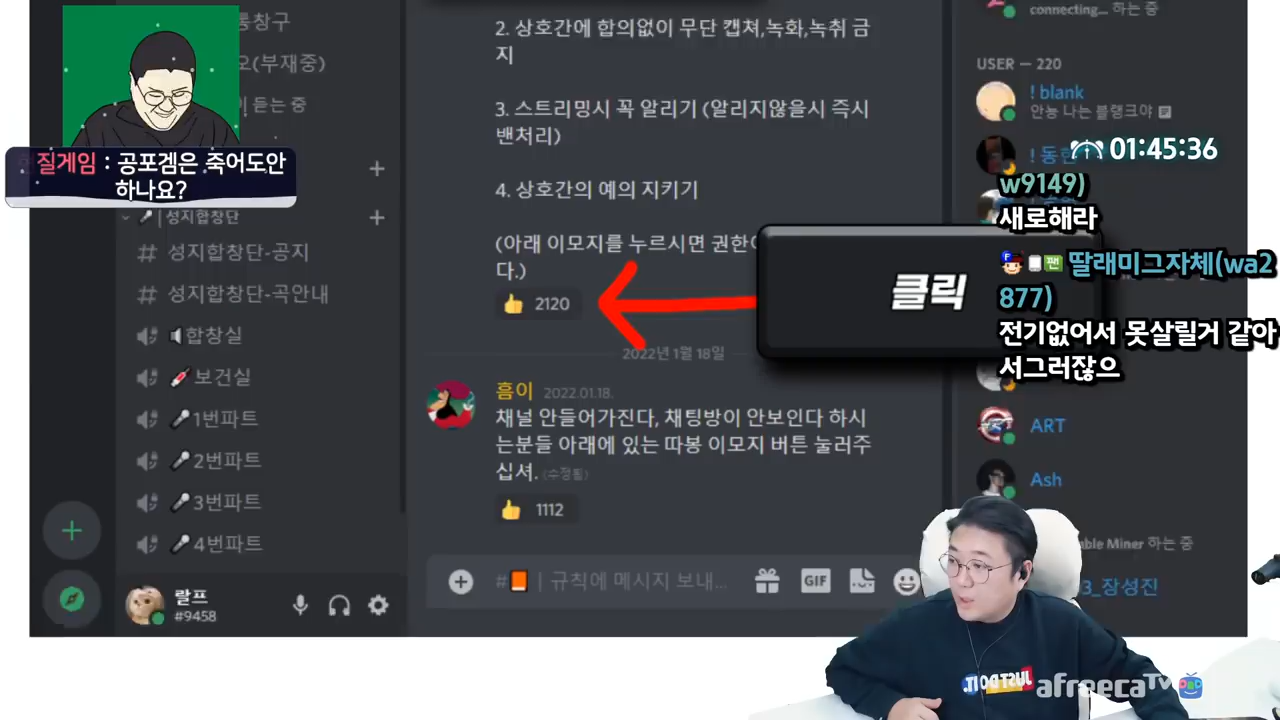 통창구
오(부재중)
듣는 중
질게임 : 공포겜은 죽어도안
하나요?
성지합창단
성지합창단-공지
성지합창단-곡안내
합창실
보건실
1번파트
2번파트
3번파트
4번파트
랄프
#9458
2. 상호간에 합의없이 무단 캡쳐,녹화,녹취 금
지
3. 스트리밍시 꼭 알리기 (알리지않을시 즉시
밴처리)
4. 상호간의 예의 지키기
(아래 이모지를 누르시면 권한이
다.)
2120
클릭
2022년 1월 18일
흠이 2022.01.18.
채널 안들어가진다, 채팅방이 안보인다 하시
는분들 아래에 있는 따봉 이모지 버튼 눌러주
십셔. (수정됨)
1112
# | 규칙에 메시지 보내...
GIF
connecting... 하는 중
USER — 220
! blank
안농 나는 블랭크야
! 동
01:45:36
w9149)
새로해라
팬 딸래미그자체(wa2
877)
전기없어서 못살릴거 같아
서그러잖으
ART
Ash
ble Miner 하는 중
3_장성진
JUST DO IT.
afreecaTV